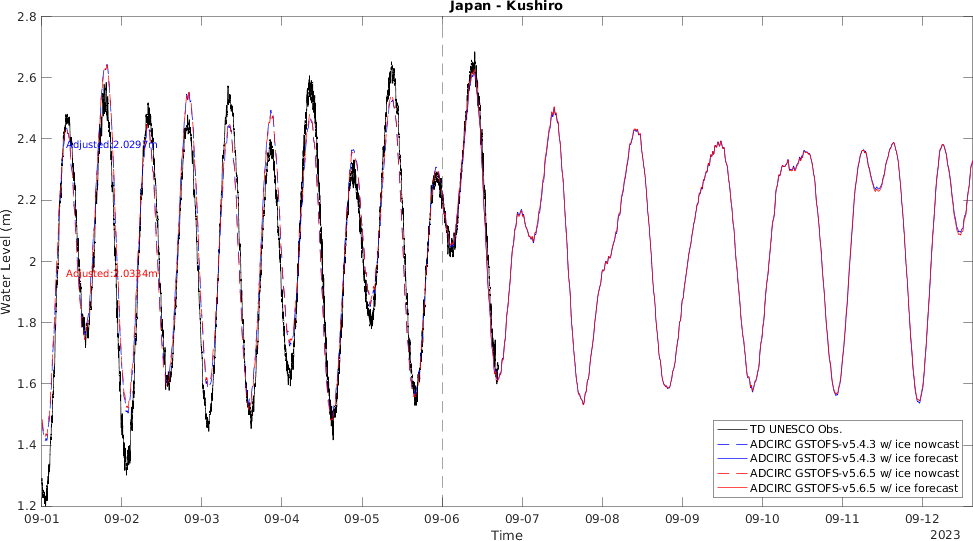 Japan - Kushiro
2.8
2.6
2.4
2.2
2
1.8
1.6
1.4
1.2
Water Level (m)
Adjusted:2.0297m
Adjusted:2.0334m
TD UNESCO Obs.
ADCIRC GSTOFS-v5.4.3 w/ ice nowcast
ADCIRC GSTOFS-v5.4.3 w/ ice forecast
ADCIRC GSTOFS-v5.6.5 w/ ice nowcast
ADCIRC GSTOFS-v5.6.5 w/ ice forecast
09-01 09-02 09-03 09-04 09-05 09-06 09-07 09-08 09-09 09-10 09-11 09-12
Time
2023